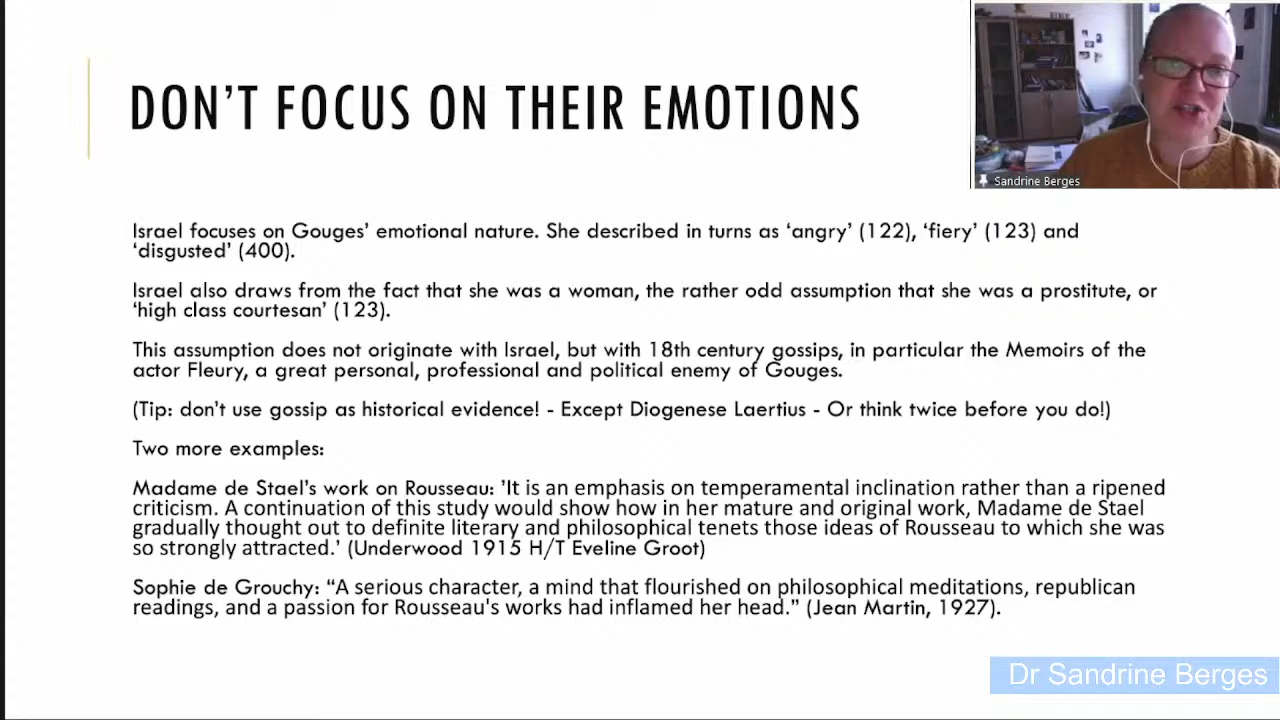 DON'T FOCUS ON THEIR EMOTIONS
Sandrine Berges
Israel focuses on Gouges' emotional nature. She described in turns as 'angry' (122), 'fiery' (123) and
'disgusted' (400).
Israel also draws from the fact that she was a woman, the rather odd assumption that she was a prostitute, or
'high class courtesan' (123).
This assumption does not originate with Israel, but with 18th century gossips, in particular the Memoirs of the
actor Fleury, a great personal, professional and political enemy of Gouges.
(Tip: don't use gossip as historical evidence! - Except Diogenese Laertius - Or think twice before you do!)
Two more examples:
Madame de Stael's work on Rousseau: 'It is an emphasis on temperamental inclination rather than a ripened
criticism. A continuation of this study would show how in her mature and original work, Madame de Stael
gradually thought out to definite literary and philosophical tenets those ideas of Rousseau to which she was
so strongly attracted.' (Underwood 1915 H/T Eveline Groot)
Sophie de Grouchy: "A serious character, a mind that flourished on philosophical meditations, republican
readings, and a passion for Rousseau's works had inflamed her head." (Jean Martin, 1927).
Dr Sandrine Berges